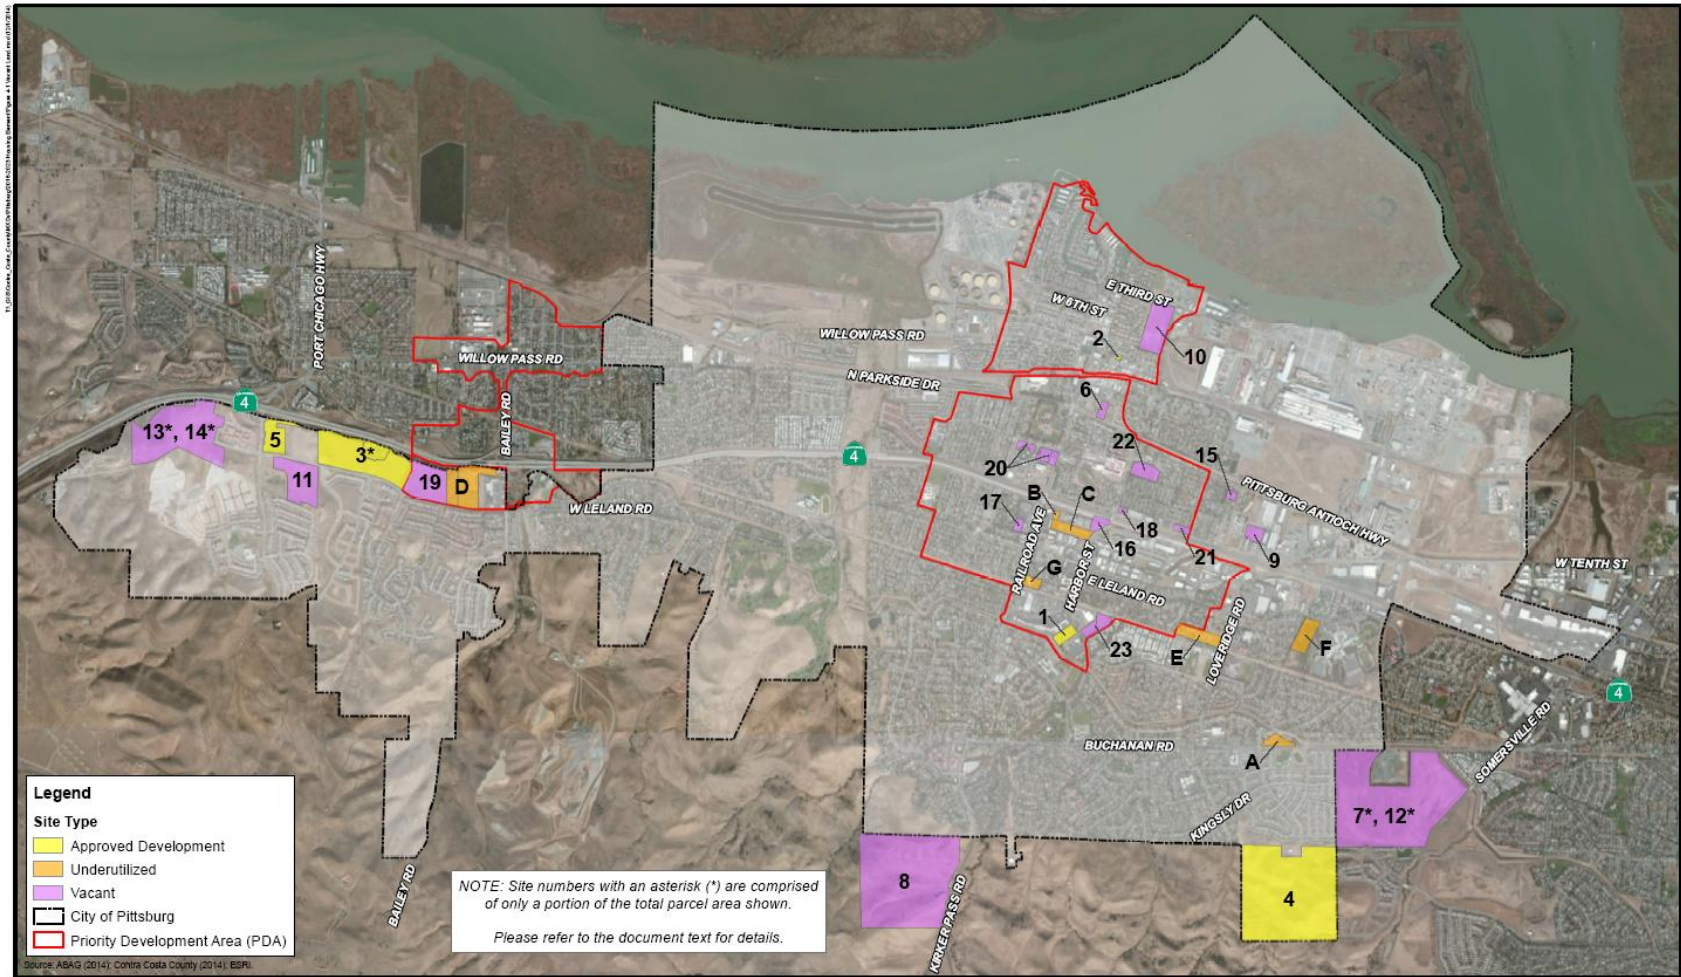 E THIRD ST
W 6TH ST
PORT CHICAGO HWY
WILLOW PASS RD
2
10
WILLOW PASS RD
N PARKSIDE DR
4
6
BAILEY RD
13*, 14*
5
3*
4
22
15
20
11
19
D
PITTSBURG ANTIOCH HWY
W LELAND RD
B
C
17
18
16
21
9
RAILROAD AVE
HARBOR ST
W TENTH ST
G
E LELAND RD
1
23
E
LOVERIDGE RD
F
4
BUCHANAN RD
A
SOMERSVILLE RD
KINGSLY DR
7*, 12*
8
4
BAILEY RD
KIRKER PASS RD
Legend
Site Type
Approved Development
Underutilized
Vacant
City of Pittsburg
Priority Development Area (PDA)
NOTE: Site numbers with an asterisk (*) are comprised
of only a portion of the total parcel area shown.
Please refer to the document text for details.
Source: ABAG (2014); Contra Costa County (2014); ESRI.